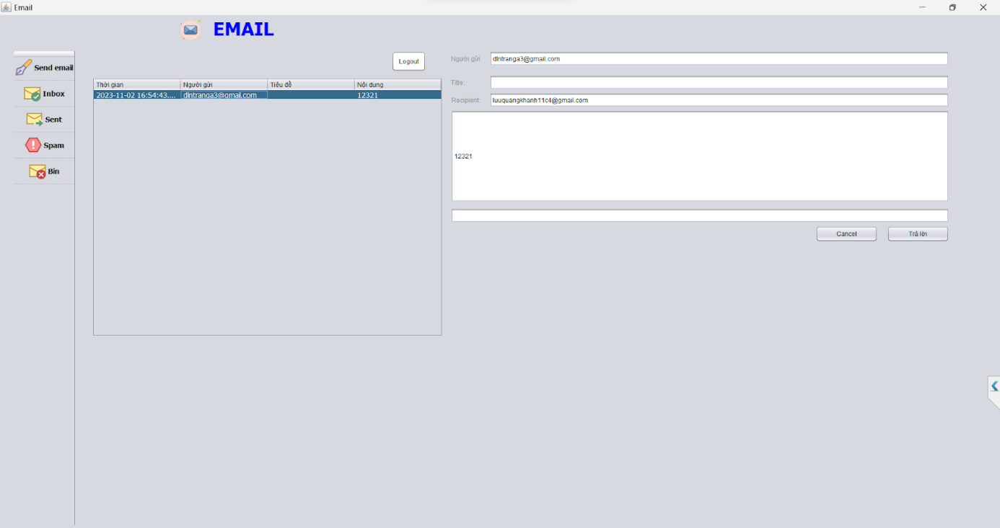 Email
EMAIL
Send email
Inbox
Sent
Spam
Bin
Logout
Thời gian Người gửi Tiêu đề Nội dung
2023-11-02 16:54:43.... dlntranga3@gmail.com 12321
Người gửi dlntranga3@gmail.com
Title:
Recipient: luuquangkhanh11c4@gmail.com
12321
Cancel Trả lời